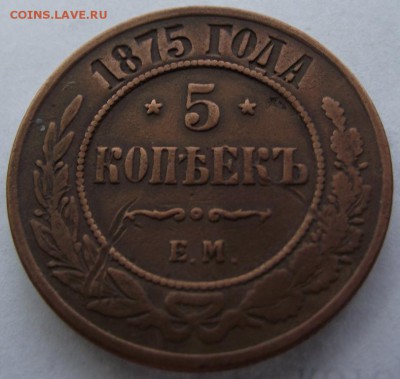 COINS.LAVE.RU
1875 ГОДА
* 5 *
КОПѢЕКЪ
Е.М.